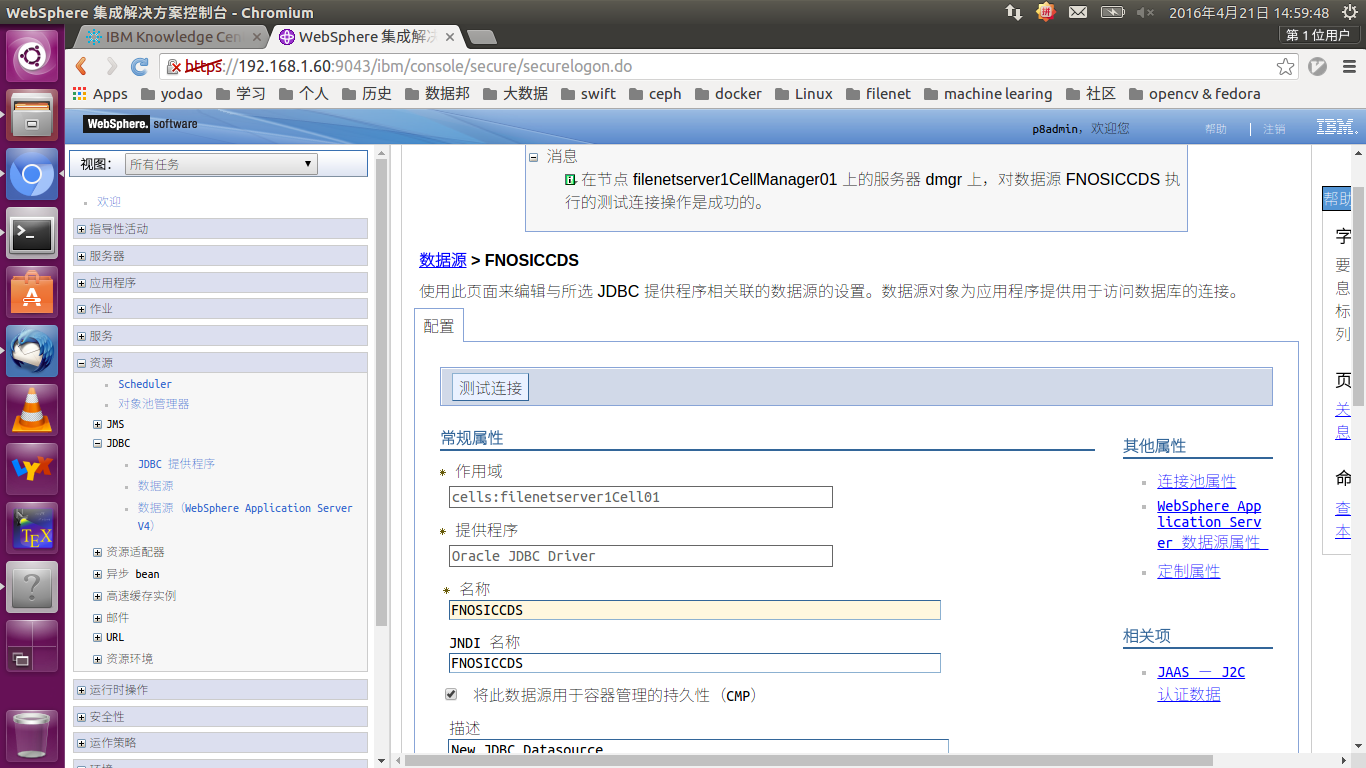 WebSphere 集成解决方案控制台 - Chromium
2016年4月21日 14:59:48
第 1 位用户
IBM Knowledge Cen
WebSphere 集成解决
https://192.168.1.60:9043/ibm/console/secure/securelogon.do
Apps yodao 学习 个人 历史 数据邦 大数据 swift ceph docker Linux filenet machine learing 社区 opencv & fedora
WebSphere. software
p8admin，欢迎您 帮助 注销 IBM.
视图： 所有任务
欢迎
指导性活动
服务器
应用程序
作业
服务
资源
Scheduler
对象池管理器
JMS
JDBC
JDBC 提供程序
数据源
数据源（WebSphere Application Server
V4）
资源适配器
异步 bean
高速缓存实例
邮件
URL
资源环境
运行时操作
安全性
运作策略
环境
消息
在节点 filenetserver1CellManager01 上的服务器 dmgr 上，对数据源 FNOSICCDS 执
行的测试连接操作是成功的。
数据源 > FNOSICCDS
使用此页面来编辑与所选 JDBC 提供程序相关联的数据源的设置。数据源对象为应用程序提供用于访问数据库的连接。
配置
测试连接
常规属性
* 作用域
cells:filenetserver1Cell01
* 提供程序
Oracle JDBC Driver
* 名称
FNOSICCDS
JNDI 名称
FNOSICCDS
将此数据源用于容器管理的持久性（CMP）
描述
New JDBC Datasource
其他属性
连接池属性
WebSphere App
lication Serv
er 数据源属性
定制属性
相关项
JAAS － J2C
认证数据
帮助
字
要
息
标
列
页
关
息
命
查
本